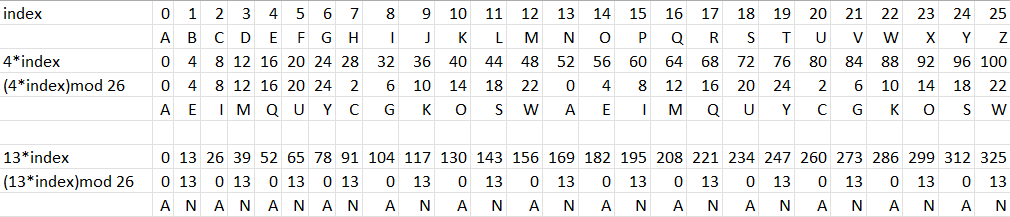 index 0 1 2 3 4 5 6 7 8 9 10 11 12 13 14 15 16 17 18 19 20 21 22 23 24 25
A B C D E F G H I J K L M N O P Q R S T U V W X Y Z
4*index 0 4 8 12 16 20 24 28 32 36 40 44 48 52 56 60 64 68 72 76 80 84 88 92 96 100
(4*index)mod 26 0 4 8 12 16 20 24 2 6 10 14 18 22 0 4 8 12 16 20 24 2 6 10 14 18 22
A E I M Q U Y C G K O S W A E I M Q U Y C G K O S W
13*index 0 13 26 39 52 65 78 91 104 117 130 143 156 169 182 195 208 221 234 247 260 273 286 299 312 325
(13*index)mod 26 0 13 0 13 0 13 0 13 0 13 0 13 0 13 0 13 0 13 0 13 0 13 0 13 0 13
A N A N A N A N A N A N A N A N A N A N A N A N A N